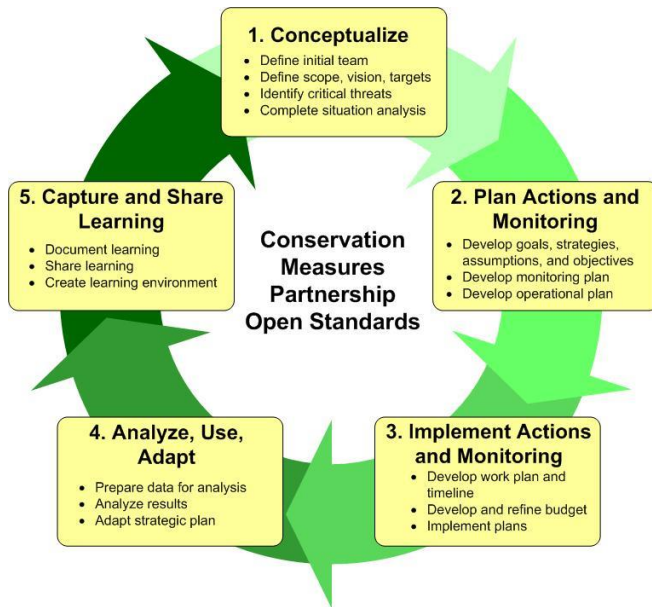 1. Conceptualize
• Define initial team
• Define scope, vision, targets
• Identify critical threats
• Complete situation analysis
2. Plan Actions and
Monitoring
• Develop goals, strategies,
assumptions, and objectives
• Develop monitoring plan
• Develop operational plan
3. Implement Actions
and Monitoring
• Develop work plan and
timeline
• Develop and refine budget
• Implement plans
4. Analyze, Use,
Adapt
• Prepare data for analysis
• Analyze results
• Adapt strategic plan
5. Capture and Share
Learning
• Document learning
• Share learning
• Create learning environment
Conservation
Measures
Partnership
Open Standards